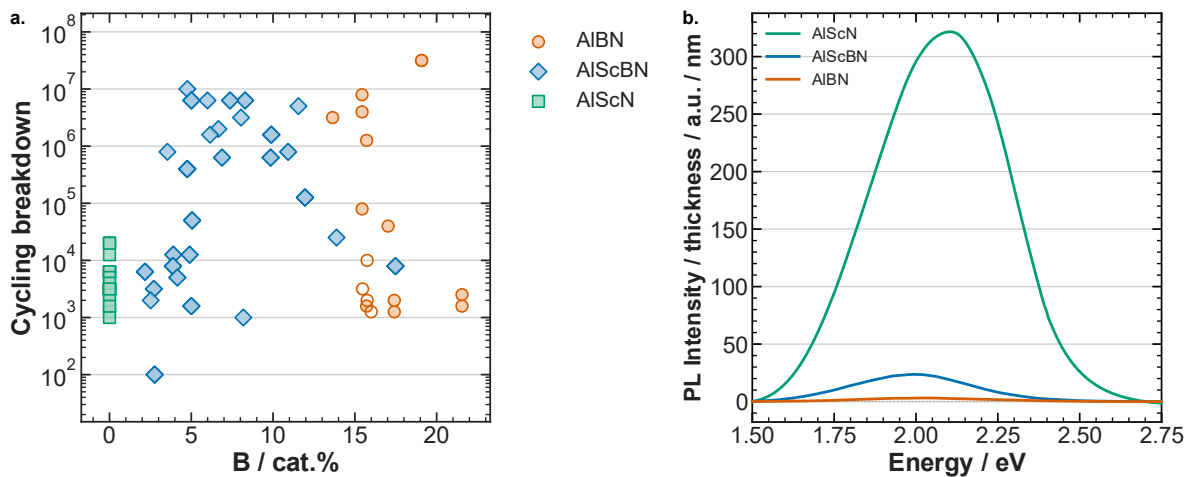 a.
10^8
10^7
10^6
10^5
10^4
10^3
10^2
Cycling breakdown
0 5 10 15 20
B / cat.%
AlBN
AlScBN
AlScN
b.
AlScN
AlScBN
AlBN
300
250
200
150
100
50
0
PL Intensity / thickness / a.u. / nm
1.50 1.75 2.00 2.25 2.50 2.75
Energy / eV